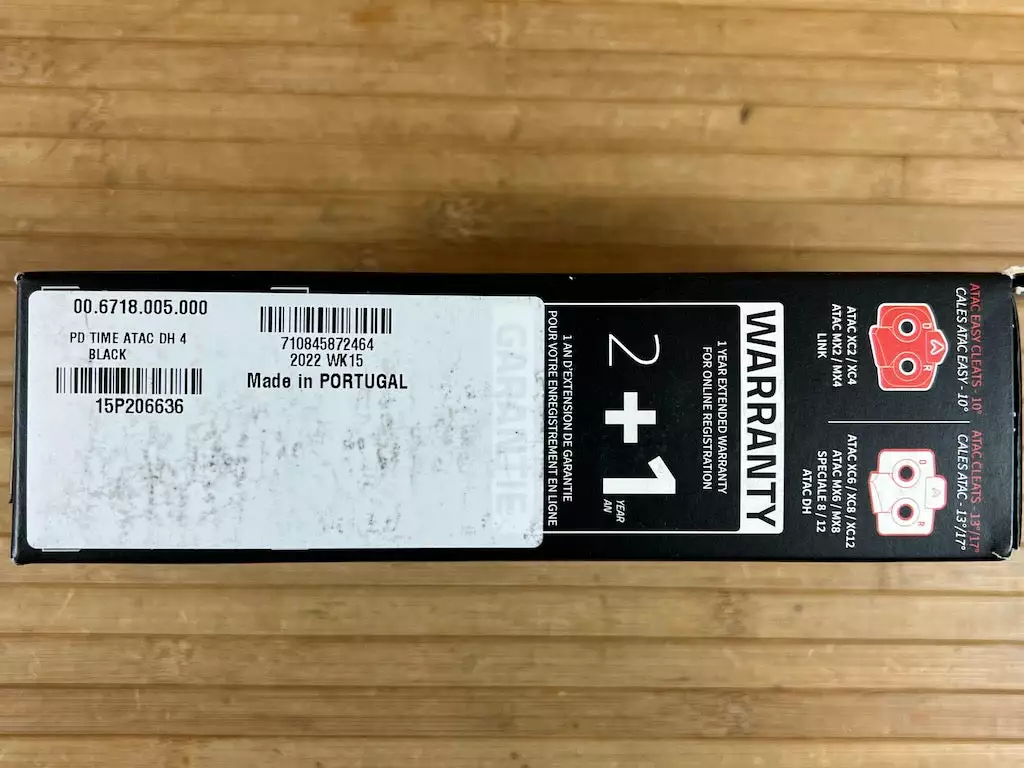 00.6718.005.000
PD TIME ATAC DH 4
BLACK
15P206636
710845872464
2022 WK15
Made in PORTUGAL
GARANTIE
WARRANTY
1 YEAR EXTENDED WARRANTY
FOR ONLINE REGISTRATION
2+1
YEAR
AN
1 AN D'EXTENSION DE GARANTIE
POUR VOTRE ENREGISTREMENT EN LIGNE
ATAC EASY CLEATS - 10°
CALES ATAC EASY - 10°
D
R
ATAC XC2 / XC4
ATAC MX2 / MX4
LINK
ATAC CLEATS - 13°/17°
CALES ATAC - 13°/17°
D
R
ATAC XC6 / XC8 / XC12
ATAC MX6 / MX8
SPECIALE 8 / 12
ATAC DH